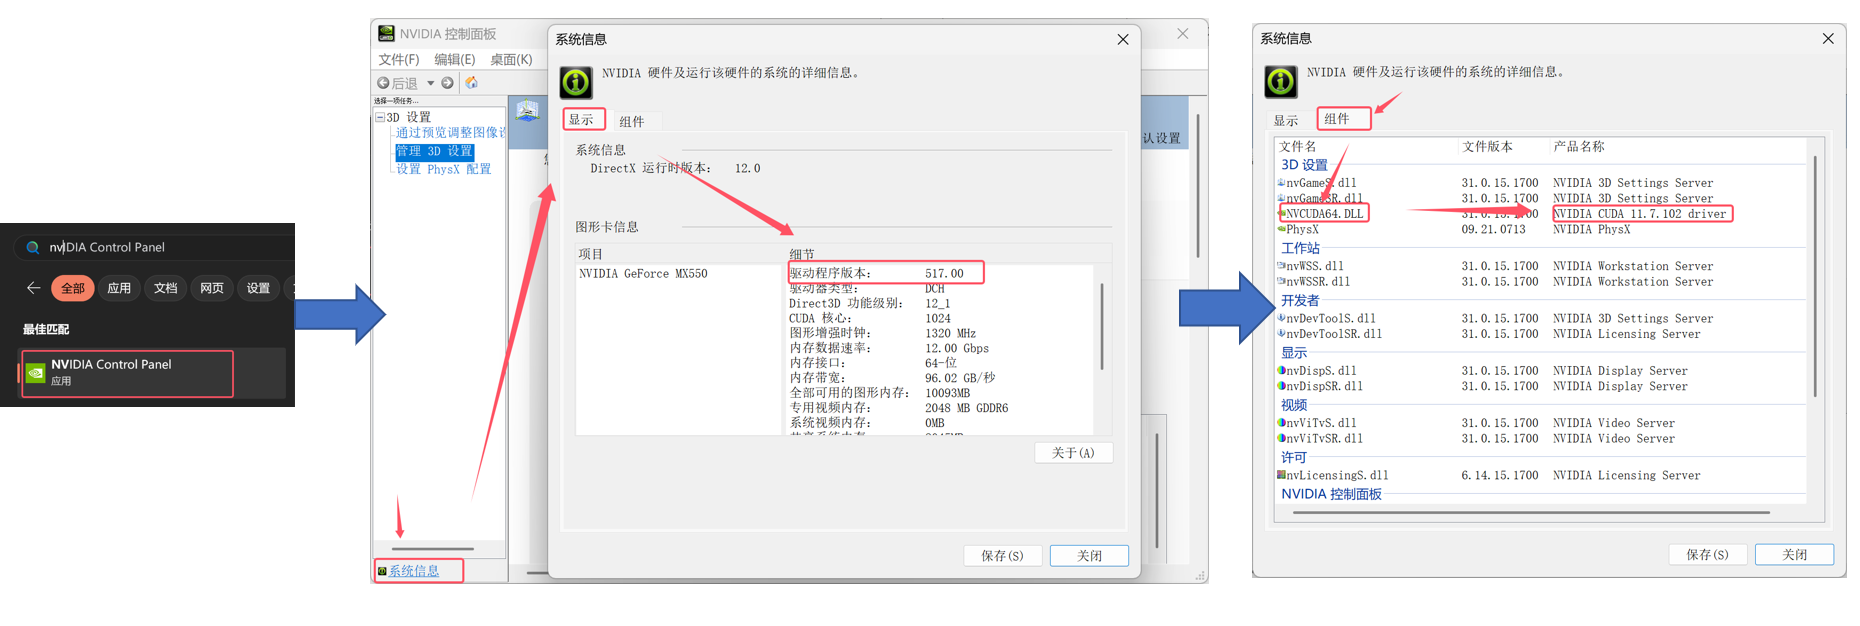 nvIDIA Control Panel
全部
应用
文档
网页
设置
最佳匹配
NVIDIA Control Panel
应用
NVIDIA 控制面板
文件(F) 编辑(E) 桌面(K)
后退
选择一项任务...
3D 设置
通过预览调整图像设
管理 3D 设置
设置 PhysX 配置
系统信息
认设置
系统信息
NVIDIA 硬件及运行该硬件的系统的详细信息。
显示 组件
系统信息
DirectX 运行时版本: 12.0
图形卡信息
项目 细节
NVIDIA GeForce MX550
驱动程序版本: 517.00
驱动器类型: DCH
Direct3D 功能级别: 12_1
CUDA 核心: 1024
图形增强时钟: 1320 MHz
内存数据速率: 12.00 Gbps
内存接口: 64-位
内存带宽: 96.02 GB/秒
全部可用的图形内存: 10093MB
专用视频内存: 2048 MB GDDR6
系统视频内存: 0MB
关于(A)
保存(S) 关闭
系统信息
NVIDIA 硬件及运行该硬件的系统的详细信息。
显示 组件
文件名 文件版本 产品名称
3D 设置
nvGameS.dll 31.0.15.1700 NVIDIA 3D Settings Server
nvGameSR.dll 31.0.15.1700 NVIDIA 3D Settings Server
NVCUDA64.DLL 31.0.15.1700 NVIDIA CUDA 11.7.102 driver
PhysX 09.21.0713 NVIDIA PhysX
工作站
nvWSS.dll 31.0.15.1700 NVIDIA Workstation Server
nvWSSR.dll 31.0.15.1700 NVIDIA Workstation Server
开发者
nvDevToolS.dll 31.0.15.1700 NVIDIA 3D Settings Server
nvDevToolSR.dll 31.0.15.1700 NVIDIA Licensing Server
显示
nvDispS.dll 31.0.15.1700 NVIDIA Display Server
nvDispSR.dll 31.0.15.1700 NVIDIA Display Server
视频
nvViTvS.dll 31.0.15.1700 NVIDIA Video Server
nvViTvSR.dll 31.0.15.1700 NVIDIA Video Server
许可
nvLicensingS.dll 6.14.15.1700 NVIDIA Licensing Server
NVIDIA 控制面板
保存(S) 关闭